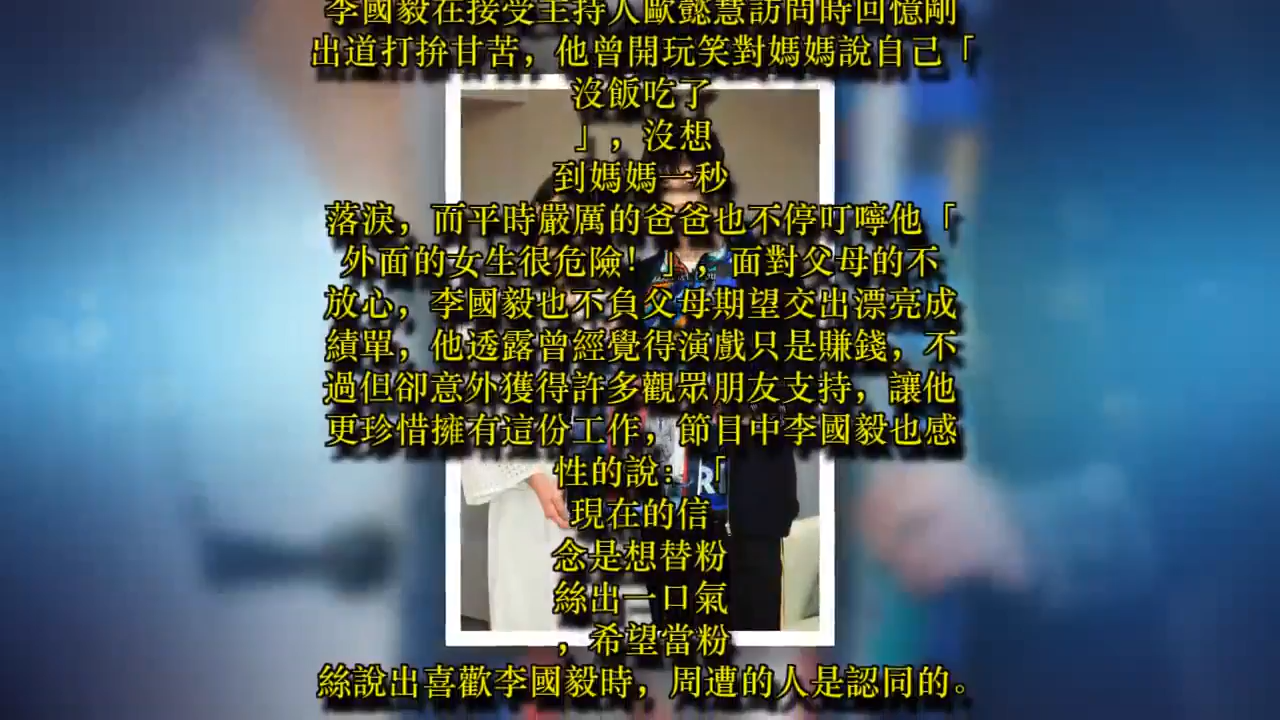 李國毅在接受主持人歐懿慧訪問時回憶剛
出道打拚甘苦，他曾開玩笑對媽媽說自己「
沒飯吃了
」，沒想
到媽媽一秒
落淚，而平時嚴厲的爸爸也不停叮嚀他「
外面的女生很危險！」，面對父母的不
放心，李國毅也不負父母期望交出漂亮成
績單，他透露曾經覺得演戲只是賺錢，不
過但卻意外獲得許多觀眾朋友支持，讓他
更珍惜擁有這份工作，節目中李國毅也感
性的說：「
現在的信
念是想替粉
絲出一口氣
，希望當粉
絲說出喜歡李國毅時，周遭的人是認同的。